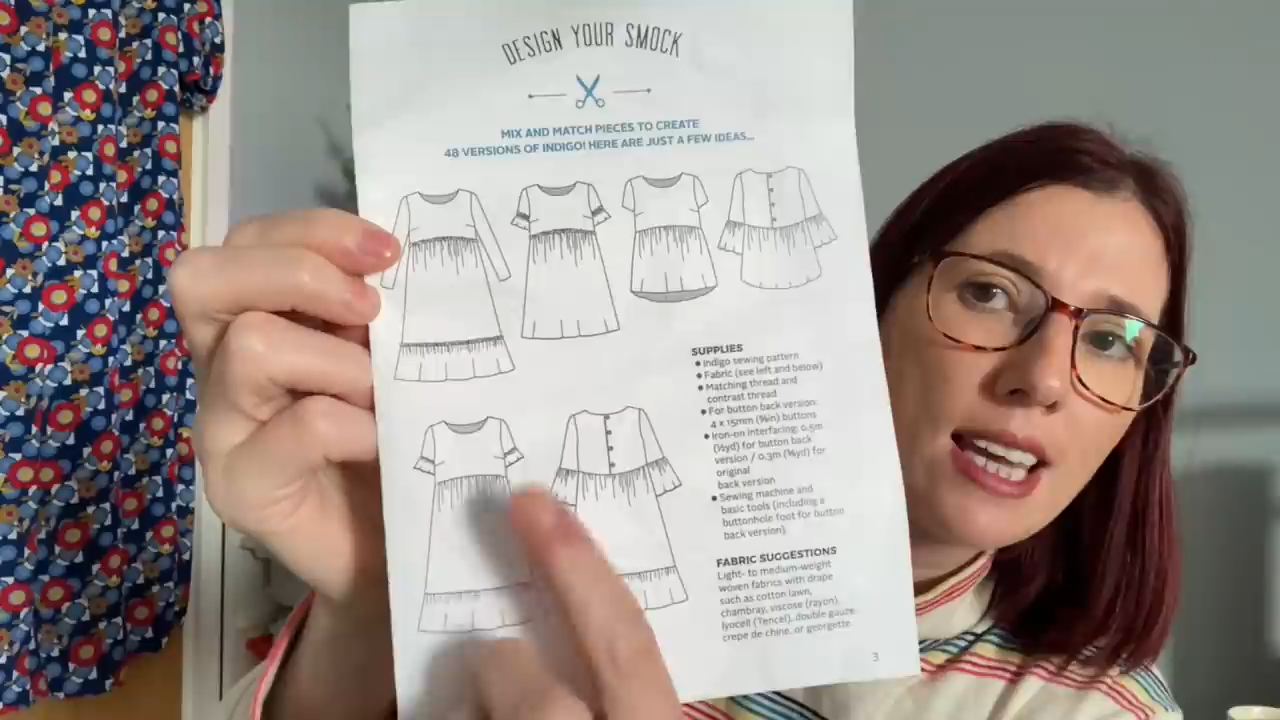 DESIGN YOUR SMOCK
MIX AND MATCH PIECES TO CREATE
48 VERSIONS OF INDIGO! HERE ARE JUST A FEW IDEAS...
SUPPLIES
● Indigo sewing pattern
● Fabric (see left and below)
● Matching thread and
contrast thread
● For button back version:
4 x 15mm (⅝in) buttons
● Iron-on interfacing: 0.5m
(½yd) for button back
version / 0.3m (⅜yd) for
original
back version
● Sewing machine and
basic tools (including a
buttonhole foot for button
back version)
FABRIC SUGGESTIONS
Light- to medium-weight
woven fabrics with drape
such as cotton lawn,
chambray, viscose (rayon),
lyocell (Tencel), double gauze,
crepe de chine, or georgette
3